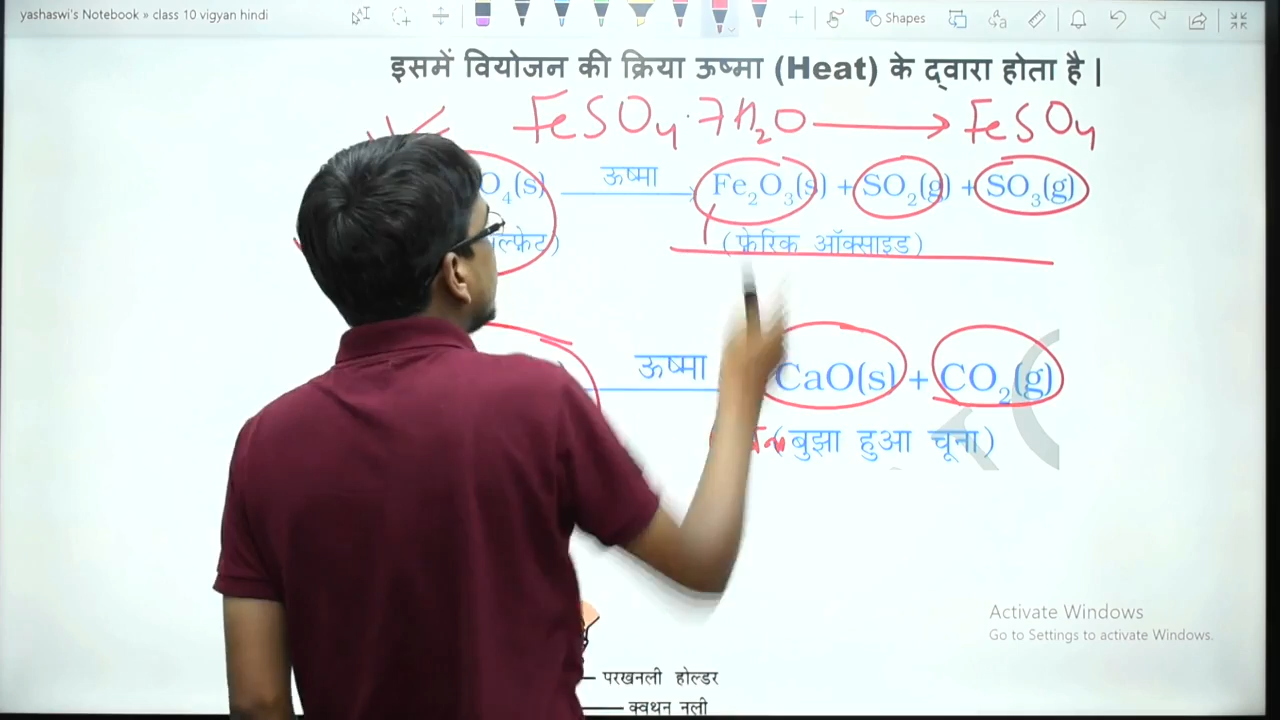 yashaswi's Notebook » class 10 vigyan hindi
Shapes
इसमें वियोजन की क्रिया ऊष्मा (Heat) के द्वारा होता है |
FeSO₄·7H₂O ⟶ FeSO₄
O₄(s) ऊष्मा → Fe₂O₃(s) + SO₂(g) + SO₃(g)
(फ़ेरिक ऑक्साइड)
ऊष्मा CaO(s) + CO₂(g)
(बुझा हुआ चूना)
Activate Windows
Go to Settings to activate Windows.
परखनली होल्डर
क्वथन नली